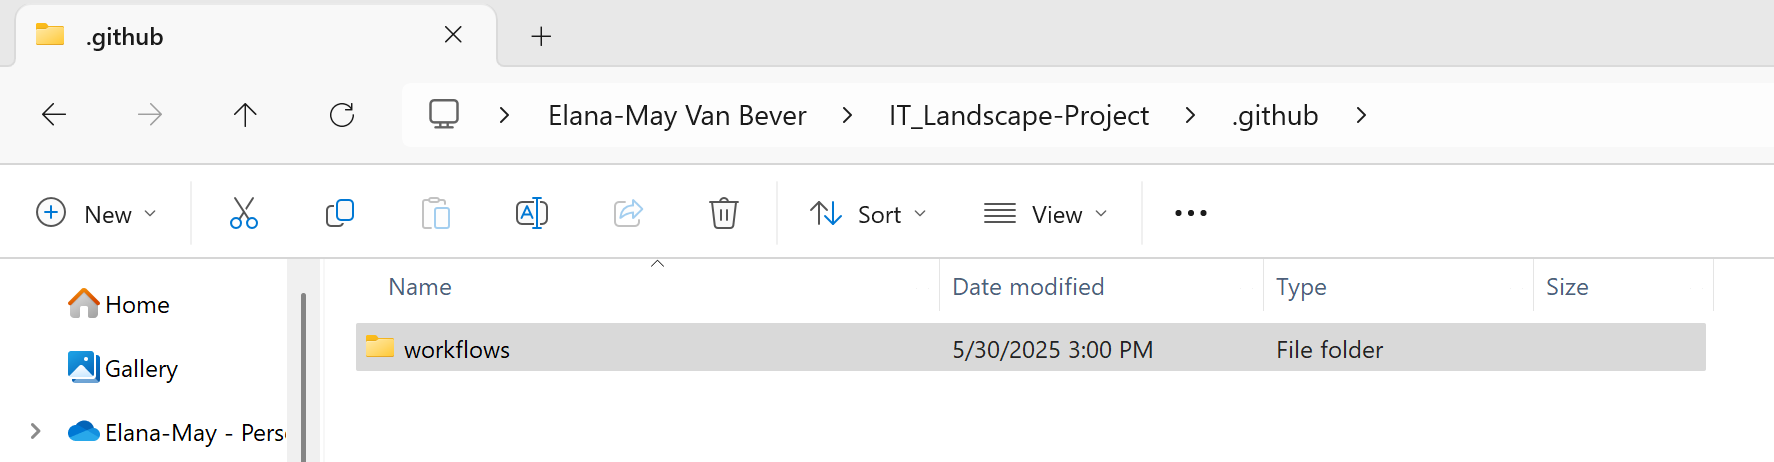 .github
Elana-May Van Bever IT_Landscape-Project .github
New Sort View
Name Date modified Type Size
Home
workflows 5/30/2025 3:00 PM File folder
Gallery
Elana-May - Pers